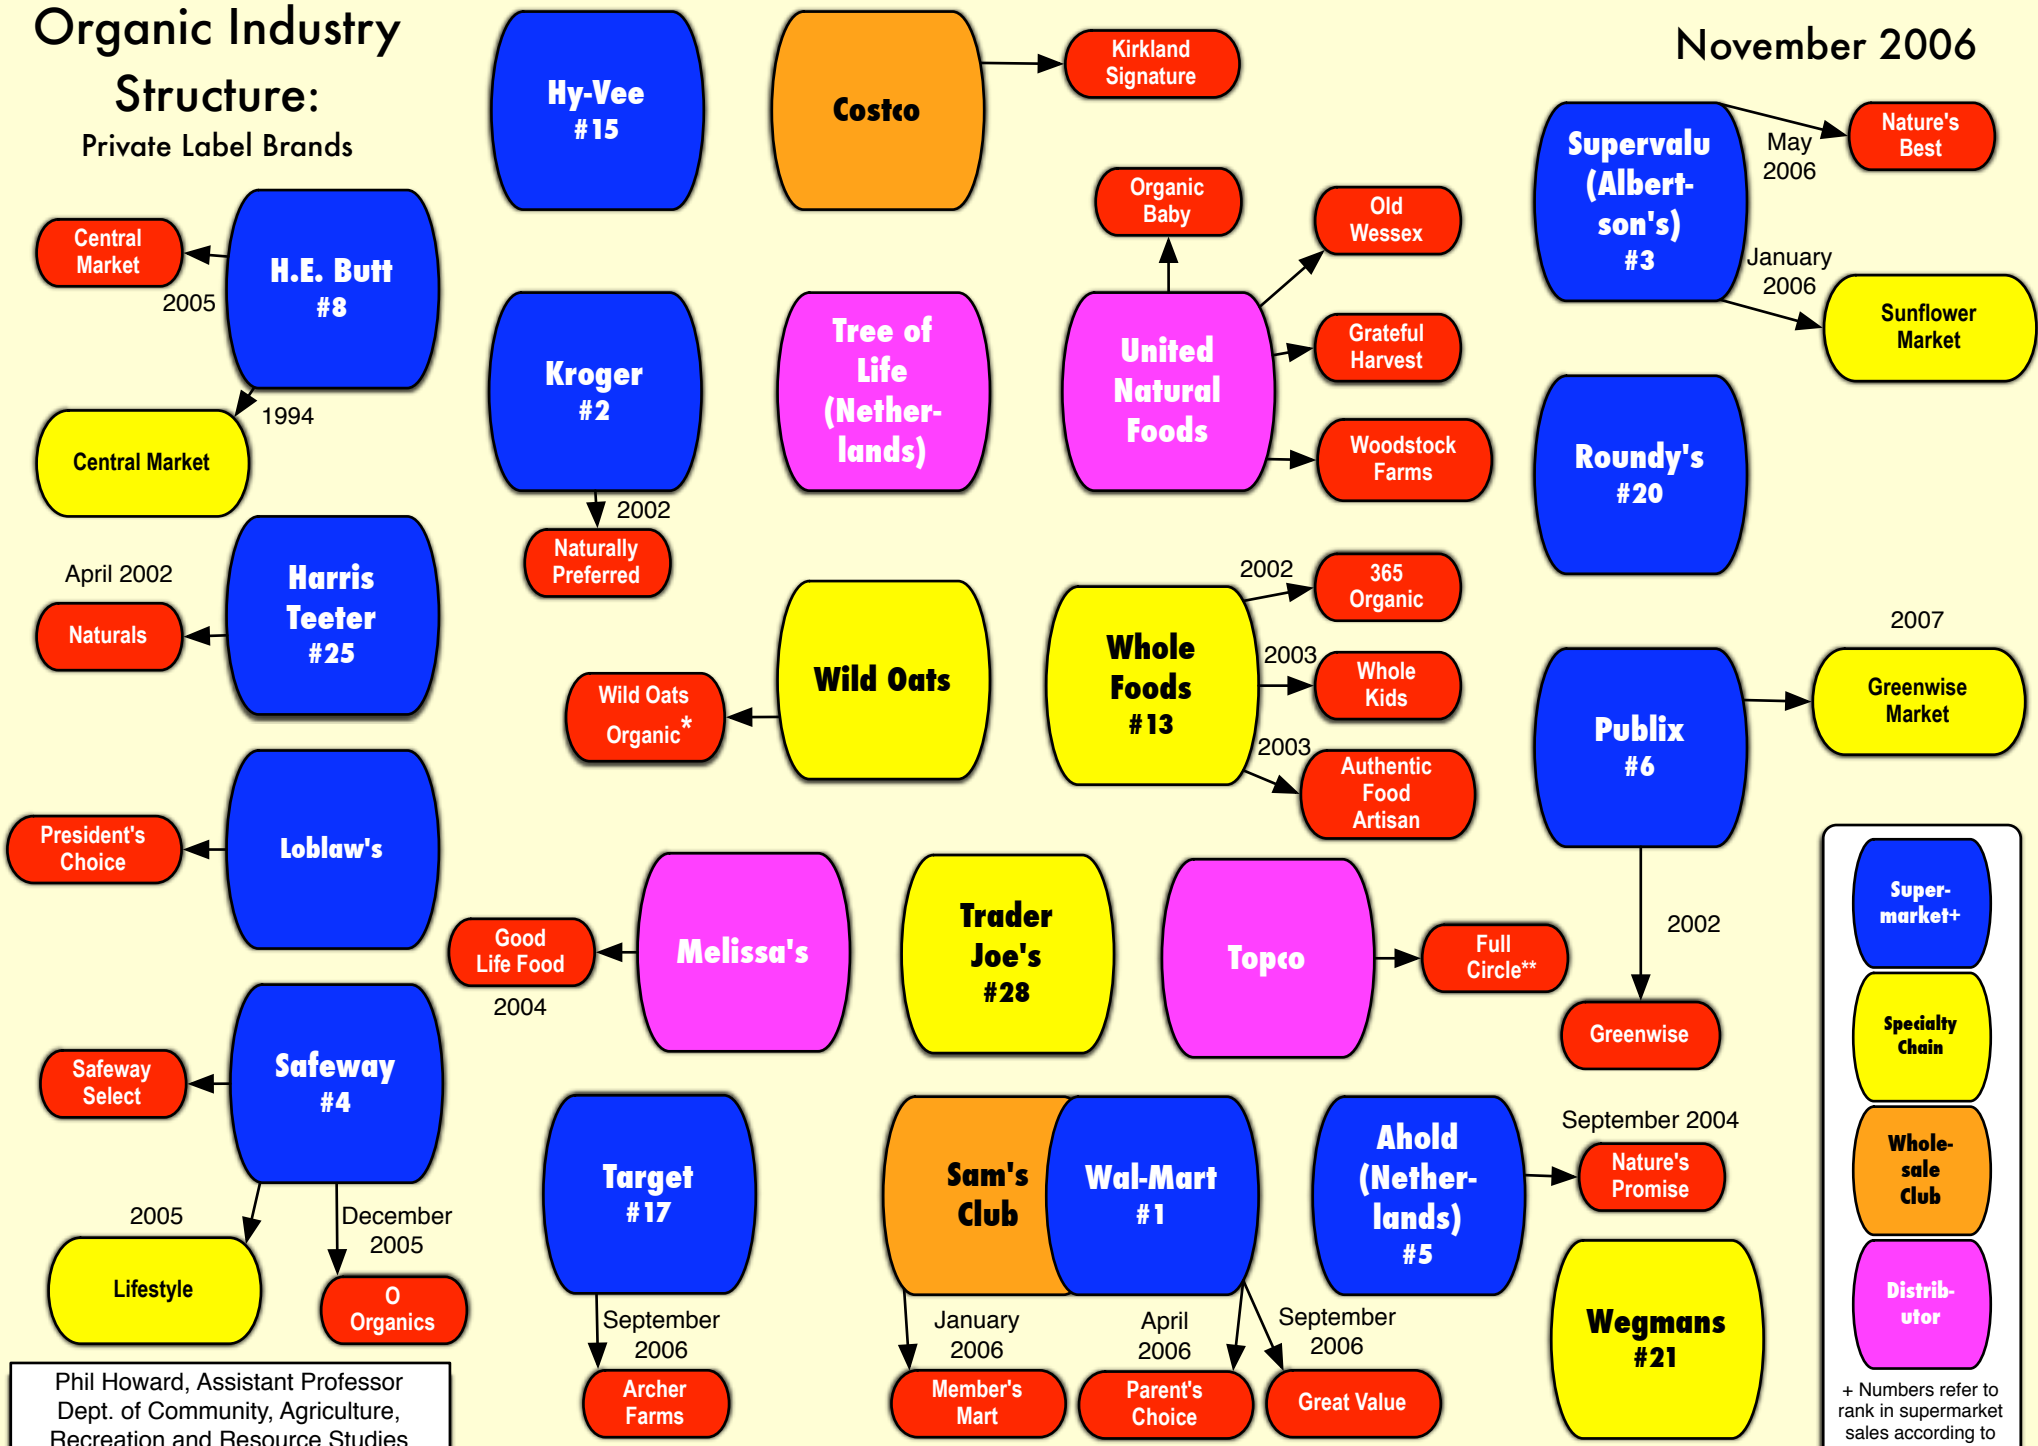 Organic Industry
Structure:
Private Label Brands
November 2006
Hy-Vee
#15
Costco
Kirkland
Signature
Supervalu
(Albert-
son's)
#3
May
2006
Nature's
Best
January
2006
Sunflower
Market
Central
Market
2005
H.E. Butt
#8
1994
Central Market
Kroger
#2
2002
Naturally
Preferred
Tree of
Life
(Nether-
lands)
Organic
Baby
Old
Wessex
United
Natural
Foods
Grateful
Harvest
Woodstock
Farms
Roundy's
#20
April 2002
Naturals
Harris
Teeter
#25
Wild Oats
Organic*
Wild Oats
Whole
Foods
#13
2002
365
Organic
2003
Whole
Kids
2003
Authentic
Food
Artisan
Publix
#6
2007
Greenwise
Market
2002
Greenwise
President's
Choice
Loblaw's
Good
Life Food
2004
Melissa's
Trader
Joe's
#28
Topco
Full
Circle**
Safeway
Select
Safeway
#4
2005
Lifestyle
December
2005
O
Organics
Target
#17
September
2006
Archer
Farms
Sam's
Club
January
2006
Member's
Mart
Wal-Mart
#1
April
2006
Parent's
Choice
September
2006
Great Value
Ahold
(Nether-
lands)
#5
September 2004
Nature's
Promise
Wegmans
#21
Super-
market+
Specialty
Chain
Whole-
sale
Club
Distrib-
utor
+ Numbers refer to
rank in supermarket
sales according to
Phil Howard, Assistant Professor
Dept. of Community, Agriculture,
Recreation and Resource Studies